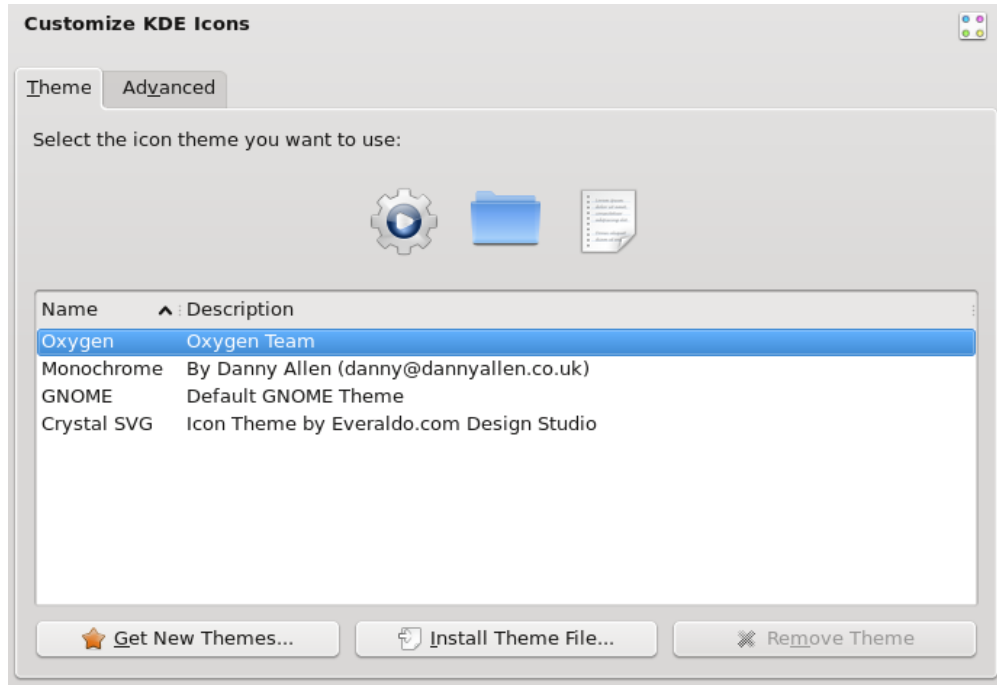 Customize KDE Icons
Theme Advanced
Select the icon theme you want to use:
Name Description
Oxygen Oxygen Team
Monochrome By Danny Allen (danny@dannyallen.co.uk)
GNOME Default GNOME Theme
Crystal SVG Icon Theme by Everaldo.com Design Studio
Get New Themes... Install Theme File... Remove Theme